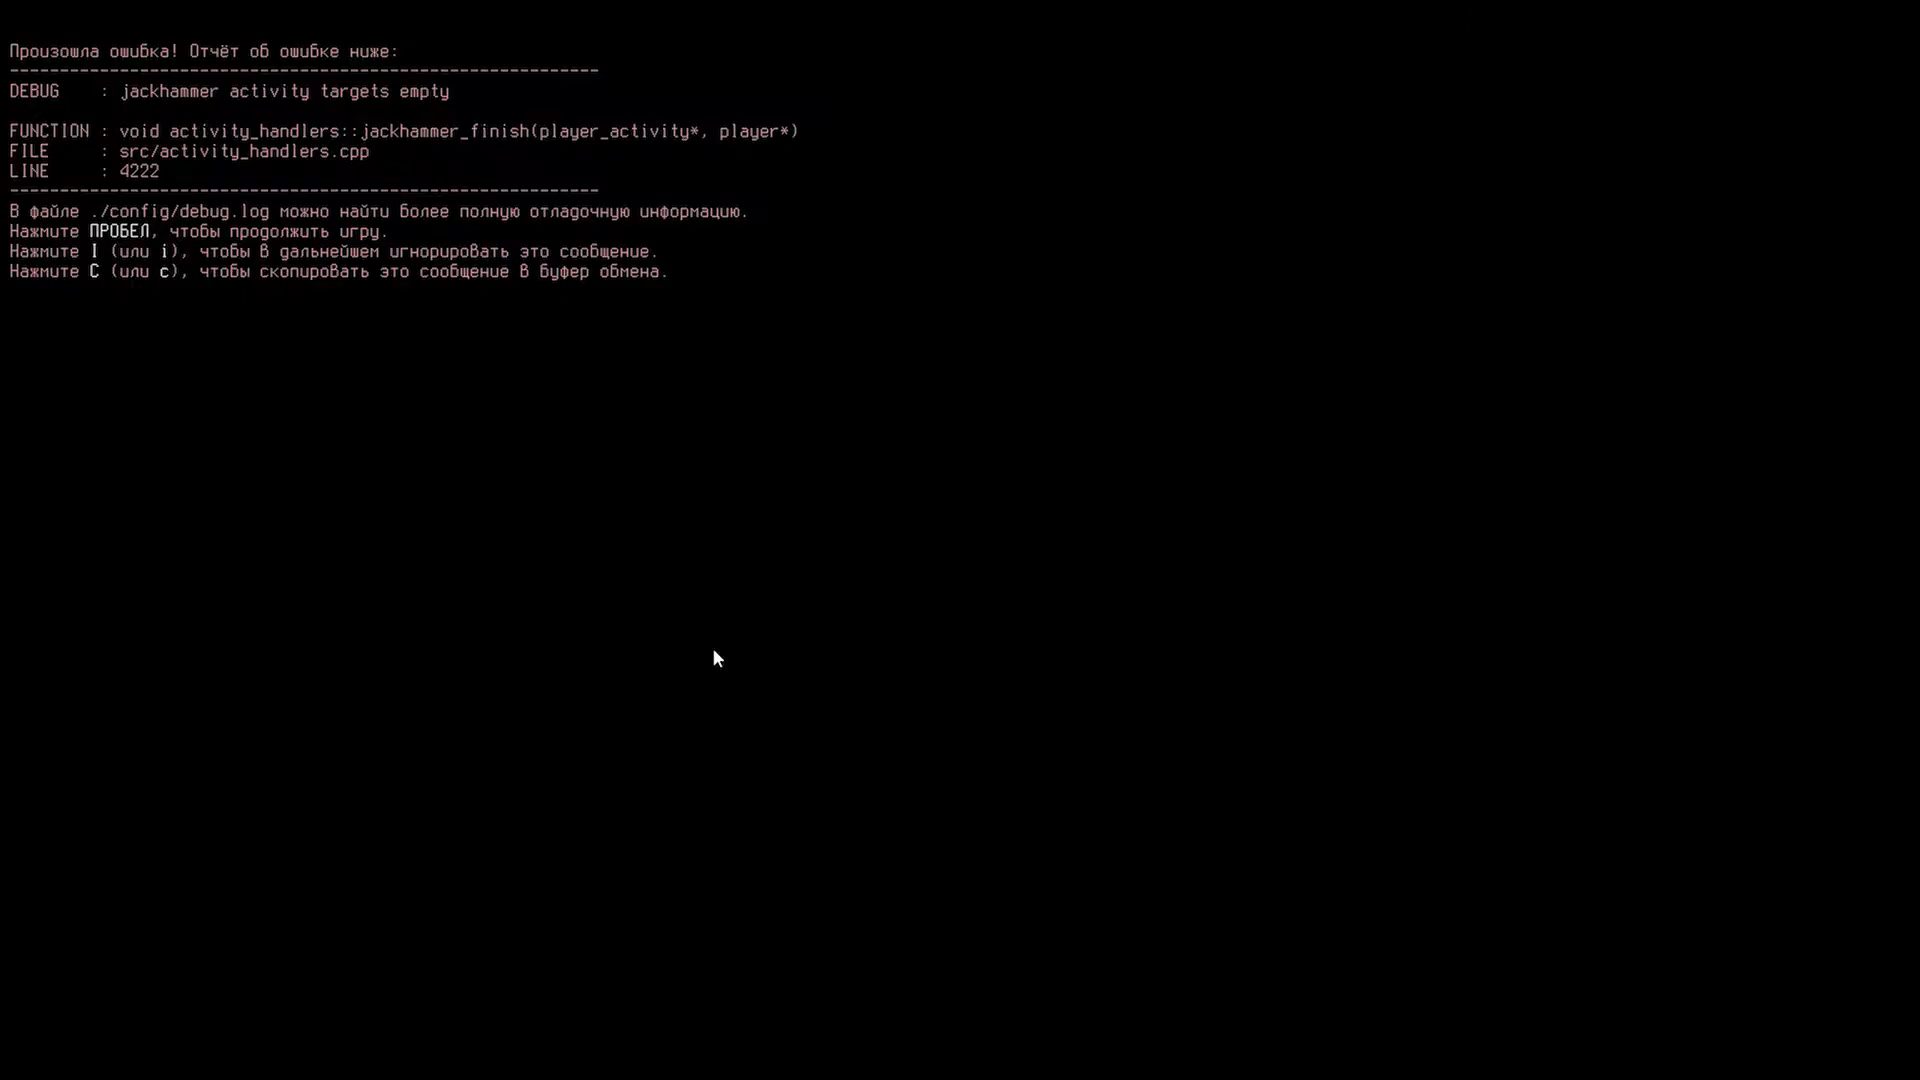 Произошла ошибка! Отчёт об ошибке ниже:
-----------------------------------------------------------
DEBUG    : jackhammer activity targets empty
FUNCTION : void activity_handlers::jackhammer_finish(player_activity*, player*)
FILE     : src/activity_handlers.cpp
LINE     : 4222
-----------------------------------------------------------
В файле ./config/debug.log можно найти более полную отладочную информацию.
Нажмите ПРОБЕЛ, чтобы продолжить игру.
Нажмите I (или i), чтобы в дальнейшем игнорировать это сообщение.
Нажмите C (или c), чтобы скопировать это сообщение в буфер обмена.